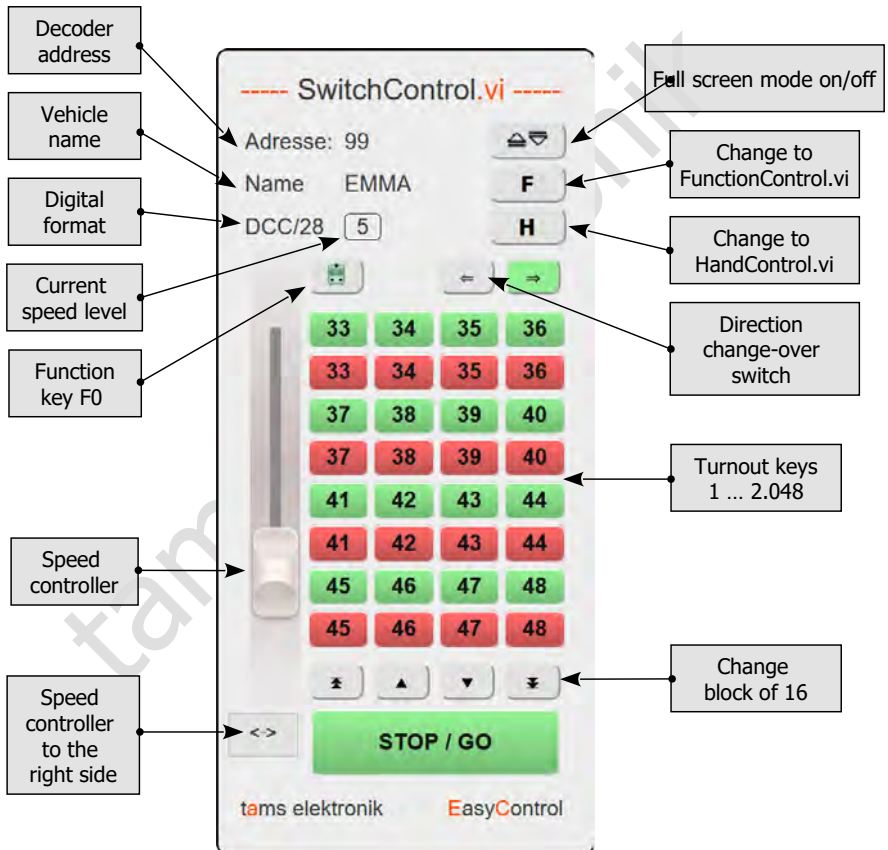 Decoder
address
Vehicle
name
Digital
format
Current
speed level
Function
key F0
Speed
controller
Speed
controller
to the
right side
----- SwitchControl.vi -----
Adresse: 99
Name EMMA
DCC/28 5
F
H
⇐ ⇒
33 34 35 36
33 34 35 36
37 38 39 40
37 38 39 40
41 42 43 44
41 42 43 44
45 46 47 48
45 46 47 48
<->
STOP / GO
tams elektronik EasyControl
Full screen mode on/off
Change to
FunctionControl.vi
Change to
HandControl.vi
Direction
change-over
switch
Turnout keys
1 ... 2.048
Change
block of 16